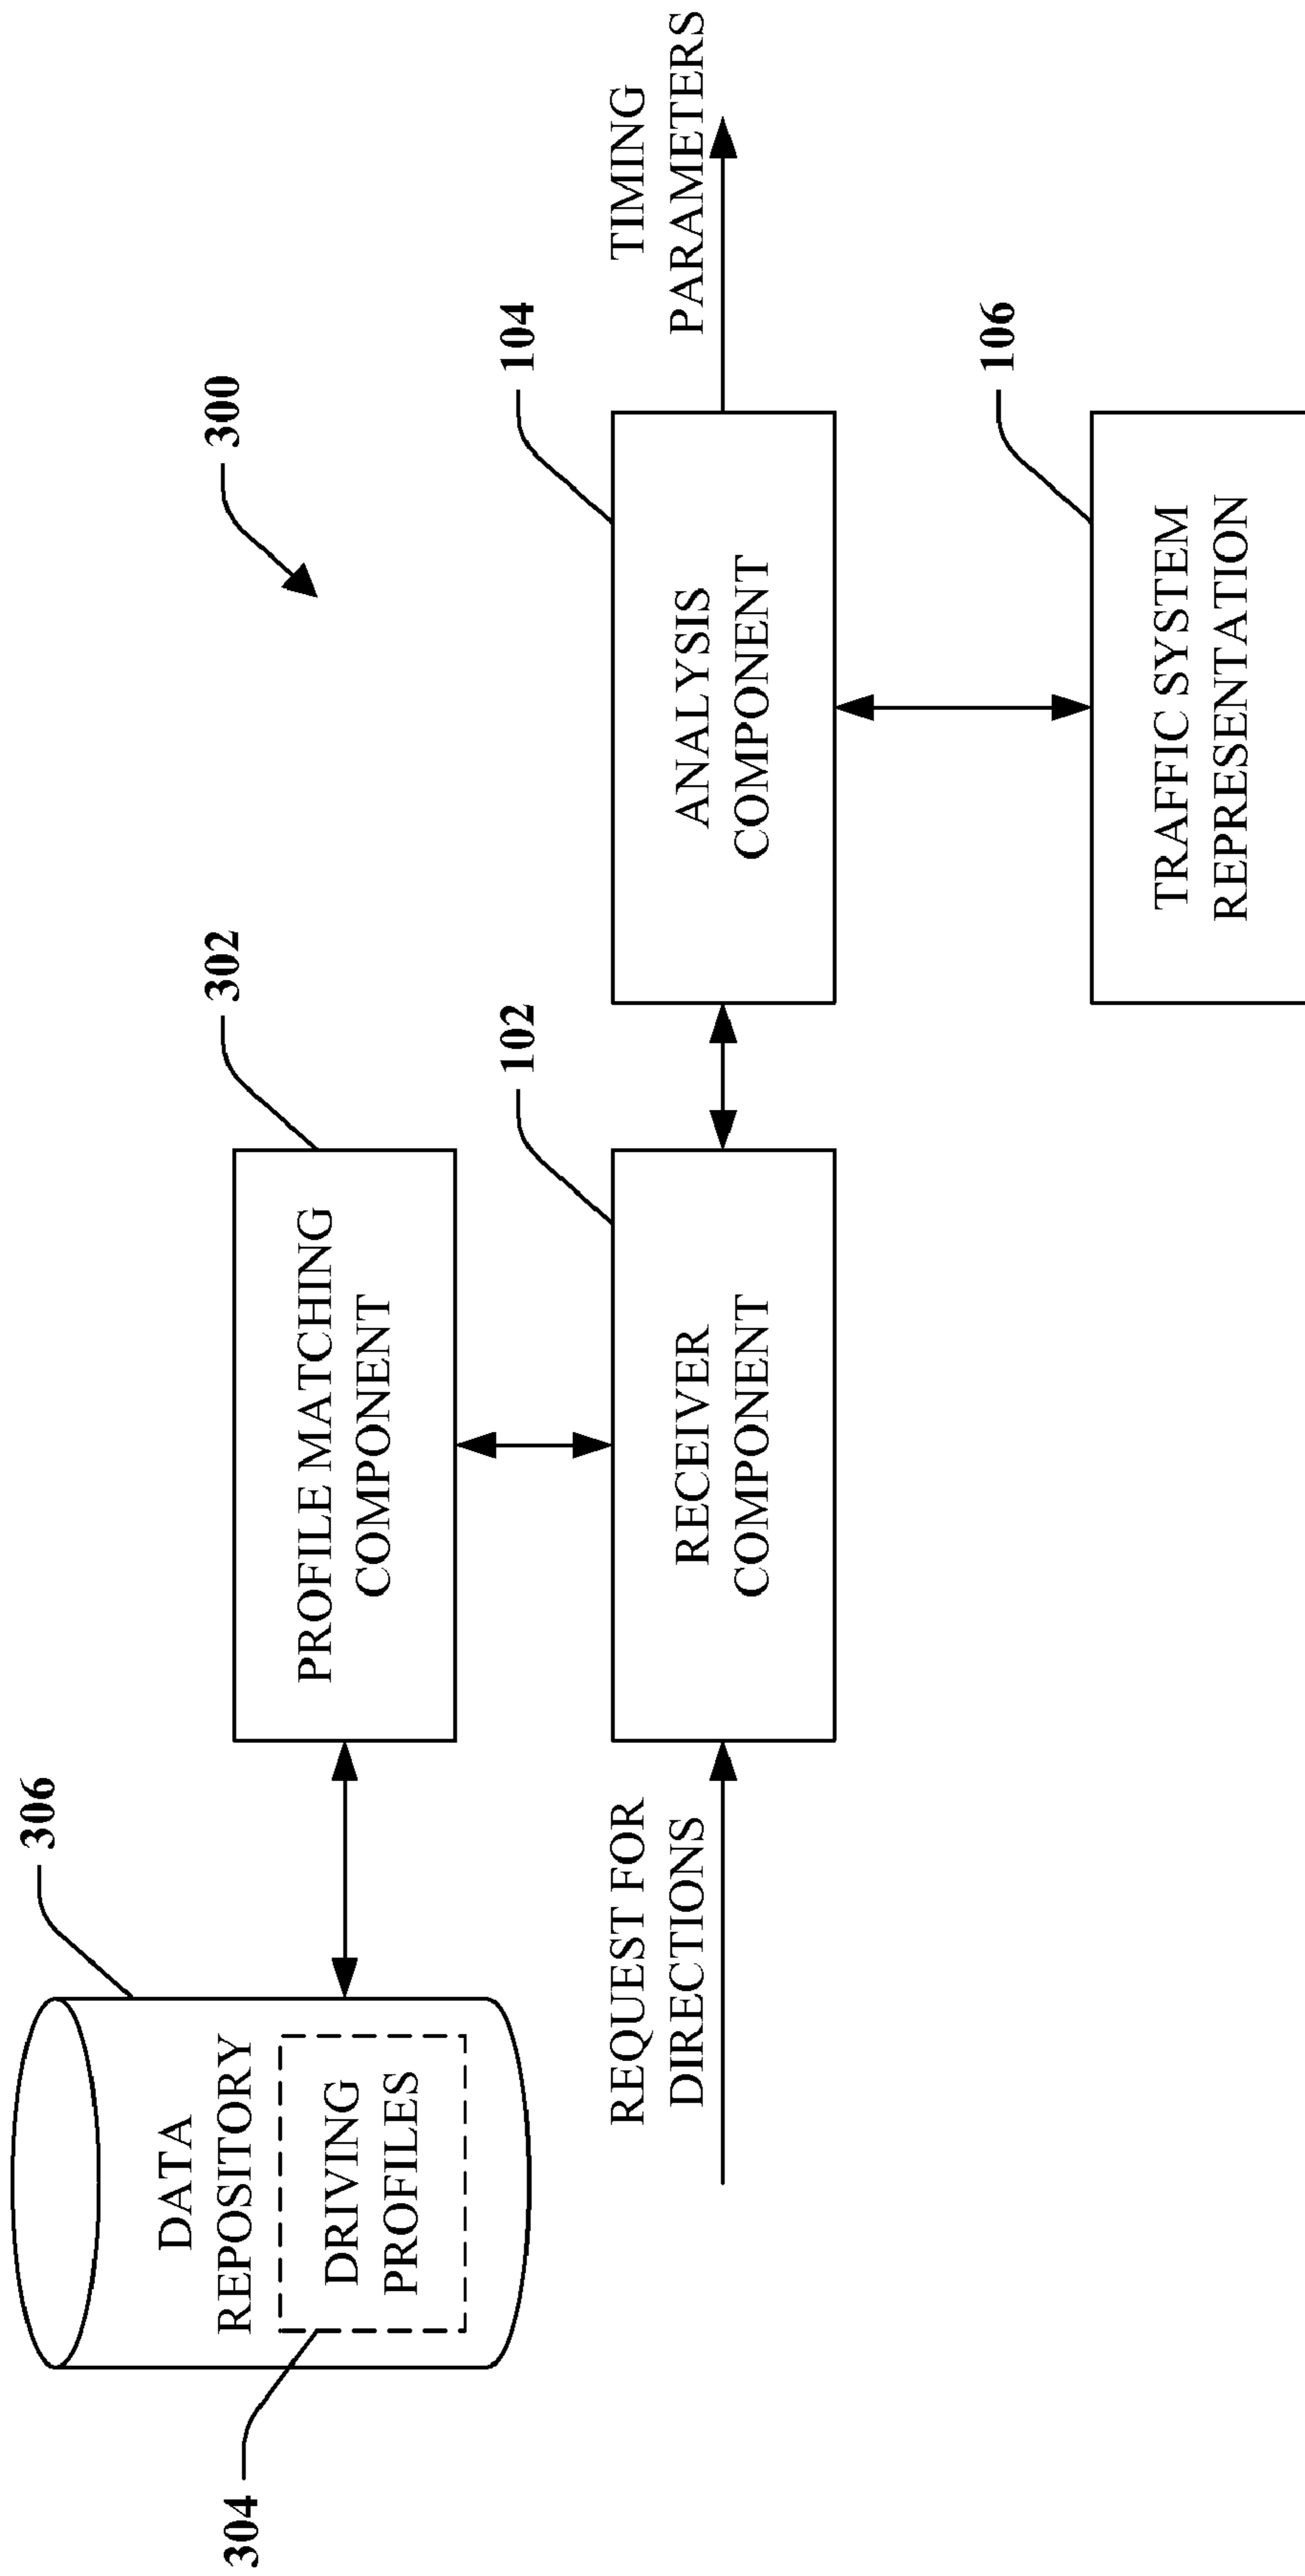 300
306
DATA
REPOSITORY
DRIVING
PROFILES
304
302
PROFILE MATCHING
COMPONENT
REQUEST FOR
DIRECTIONS
102
RECEIVER
COMPONENT
104
ANALYSIS
COMPONENT
TIMING
PARAMETERS
106
TRAFFIC SYSTEM
REPRESENTATION